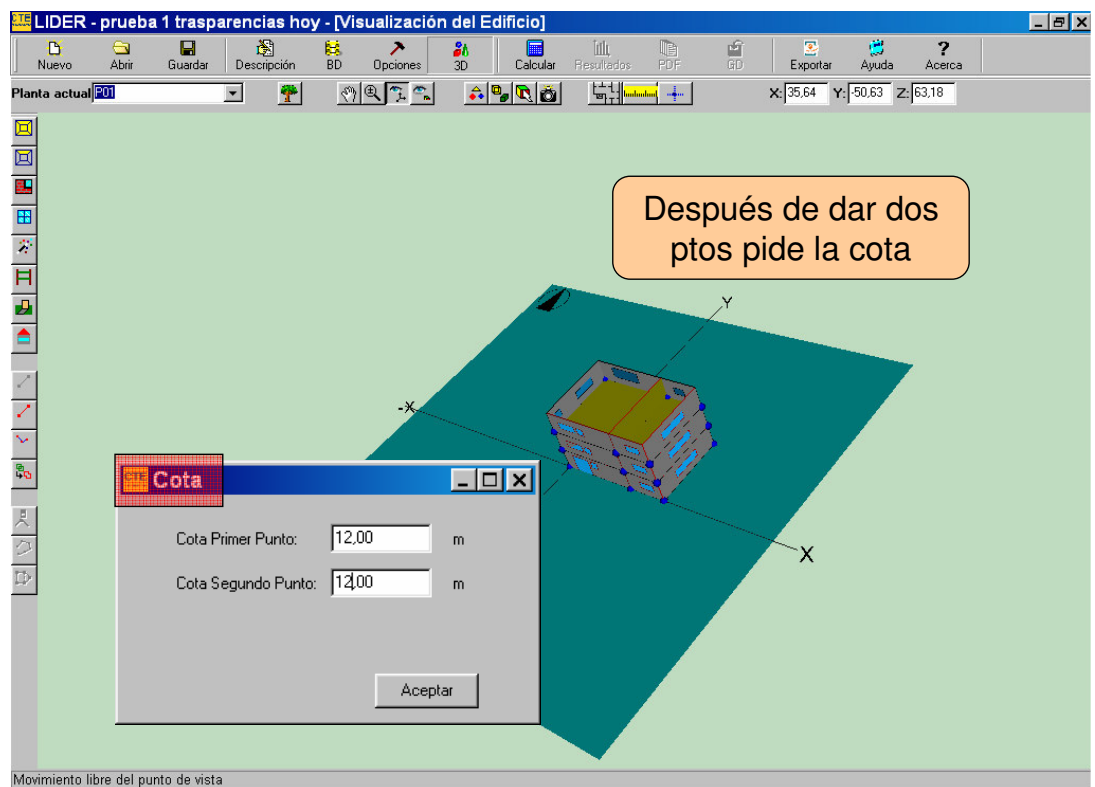 CTE LIDER - prueba 1 trasparencias hoy - [Visualización del Edificio]
Nuevo Abrir Guardar Descripción BD Opciones 3D Calcular Resultados PDF GD Exportar Ayuda Acerca
Planta actual P01 X: 35,64 Y: -50,63 Z: 63,18
Después de dar dos
ptos pide la cota
Y
-X
X
CTE Cota
Cota Primer Punto: 12,00 m
Cota Segundo Punto: 12,00 m
Aceptar
Movimiento libre del punto de vista